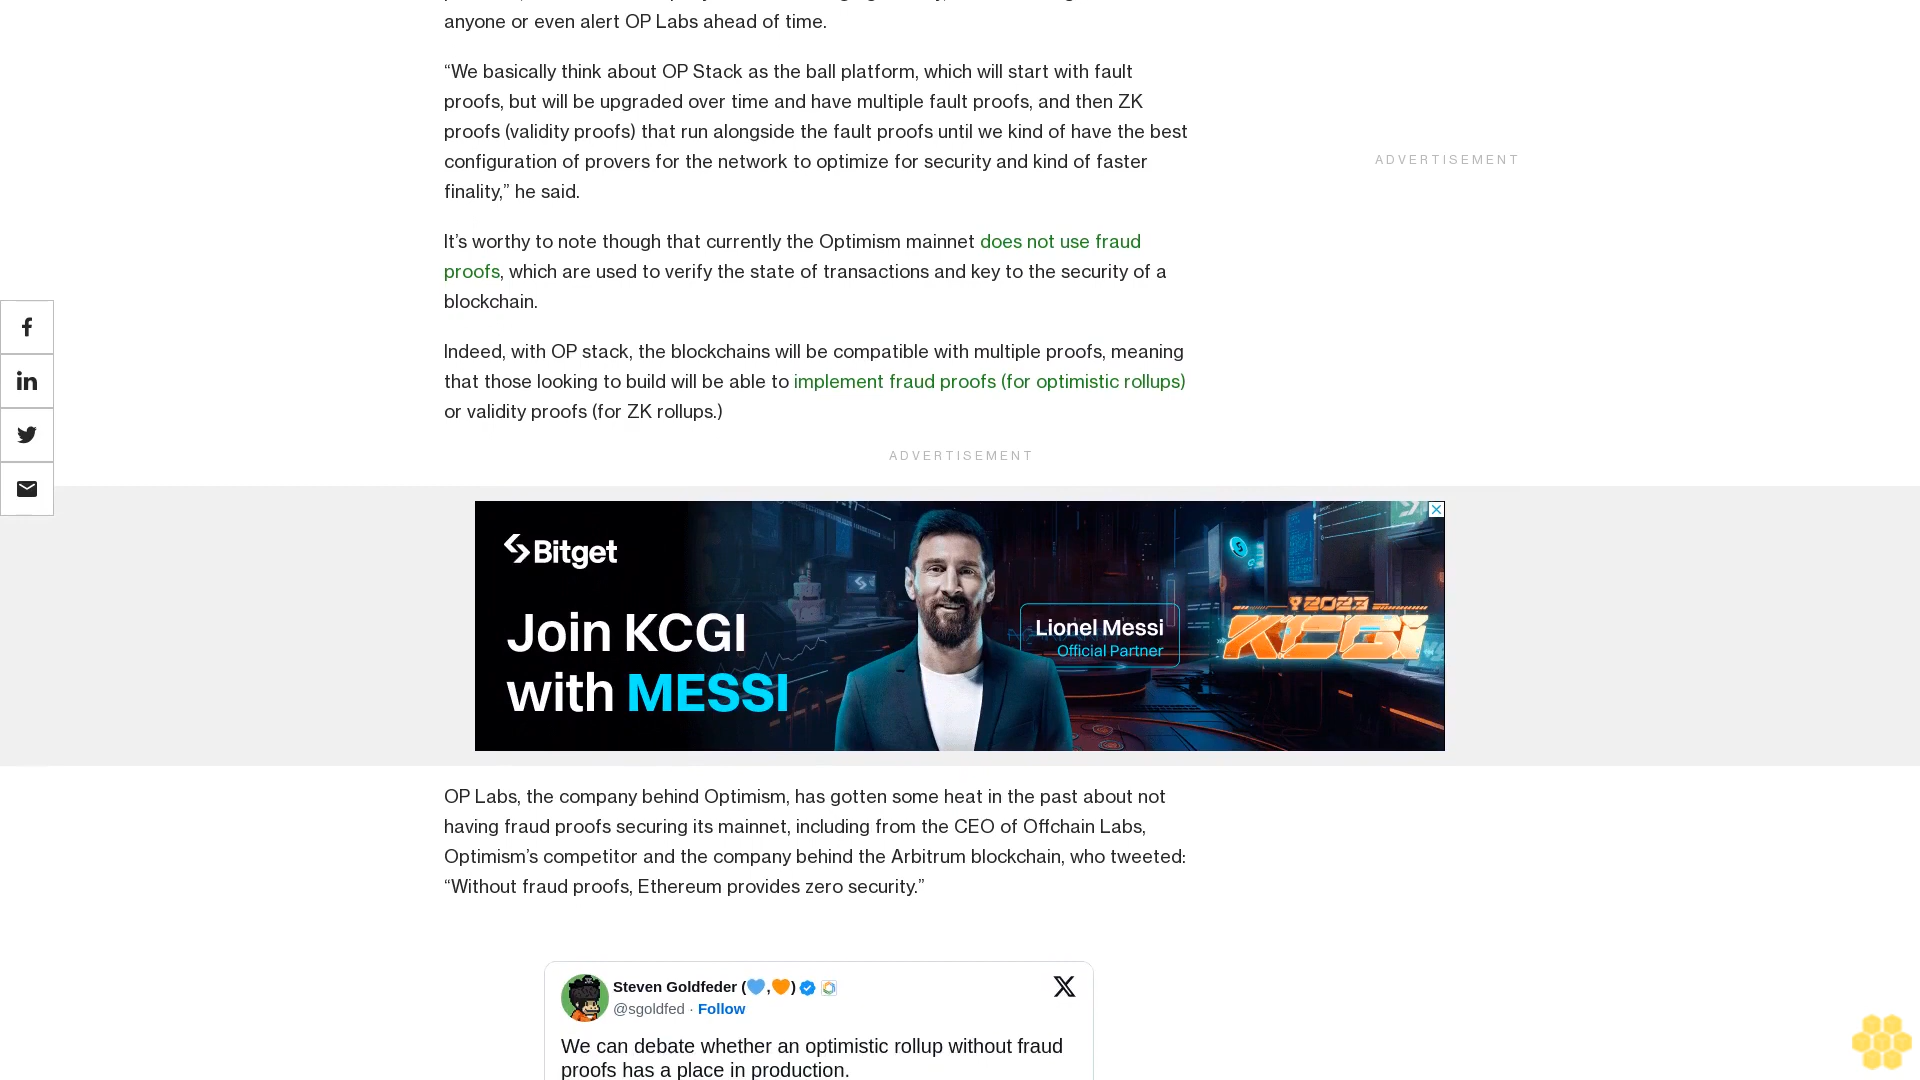 anyone or even alert OP Labs ahead of time.
“We basically think about OP Stack as the ball platform, which will start with fault
proofs, but will be upgraded over time and have multiple fault proofs, and then ZK
proofs (validity proofs) that run alongside the fault proofs until we kind of have the best
configuration of provers for the network to optimize for security and kind of faster
finality,” he said.
ADVERTISEMENT
It’s worthy to note though that currently the Optimism mainnet does not use fraud
proofs, which are used to verify the state of transactions and key to the security of a
blockchain.
Indeed, with OP stack, the blockchains will be compatible with multiple proofs, meaning
that those looking to build will be able to implement fraud proofs (for optimistic rollups)
or validity proofs (for ZK rollups.)
ADVERTISEMENT
Bitget
Join KCGI
with MESSI
Lionel Messi
Official Partner
2023
KCGI
OP Labs, the company behind Optimism, has gotten some heat in the past about not
having fraud proofs securing its mainnet, including from the CEO of Offchain Labs,
Optimism’s competitor and the company behind the Arbitrum blockchain, who tweeted:
“Without fraud proofs, Ethereum provides zero security.”
Steven Goldfeder (💙,🧡)
@sgoldfed · Follow
We can debate whether an optimistic rollup without fraud
proofs has a place in production.